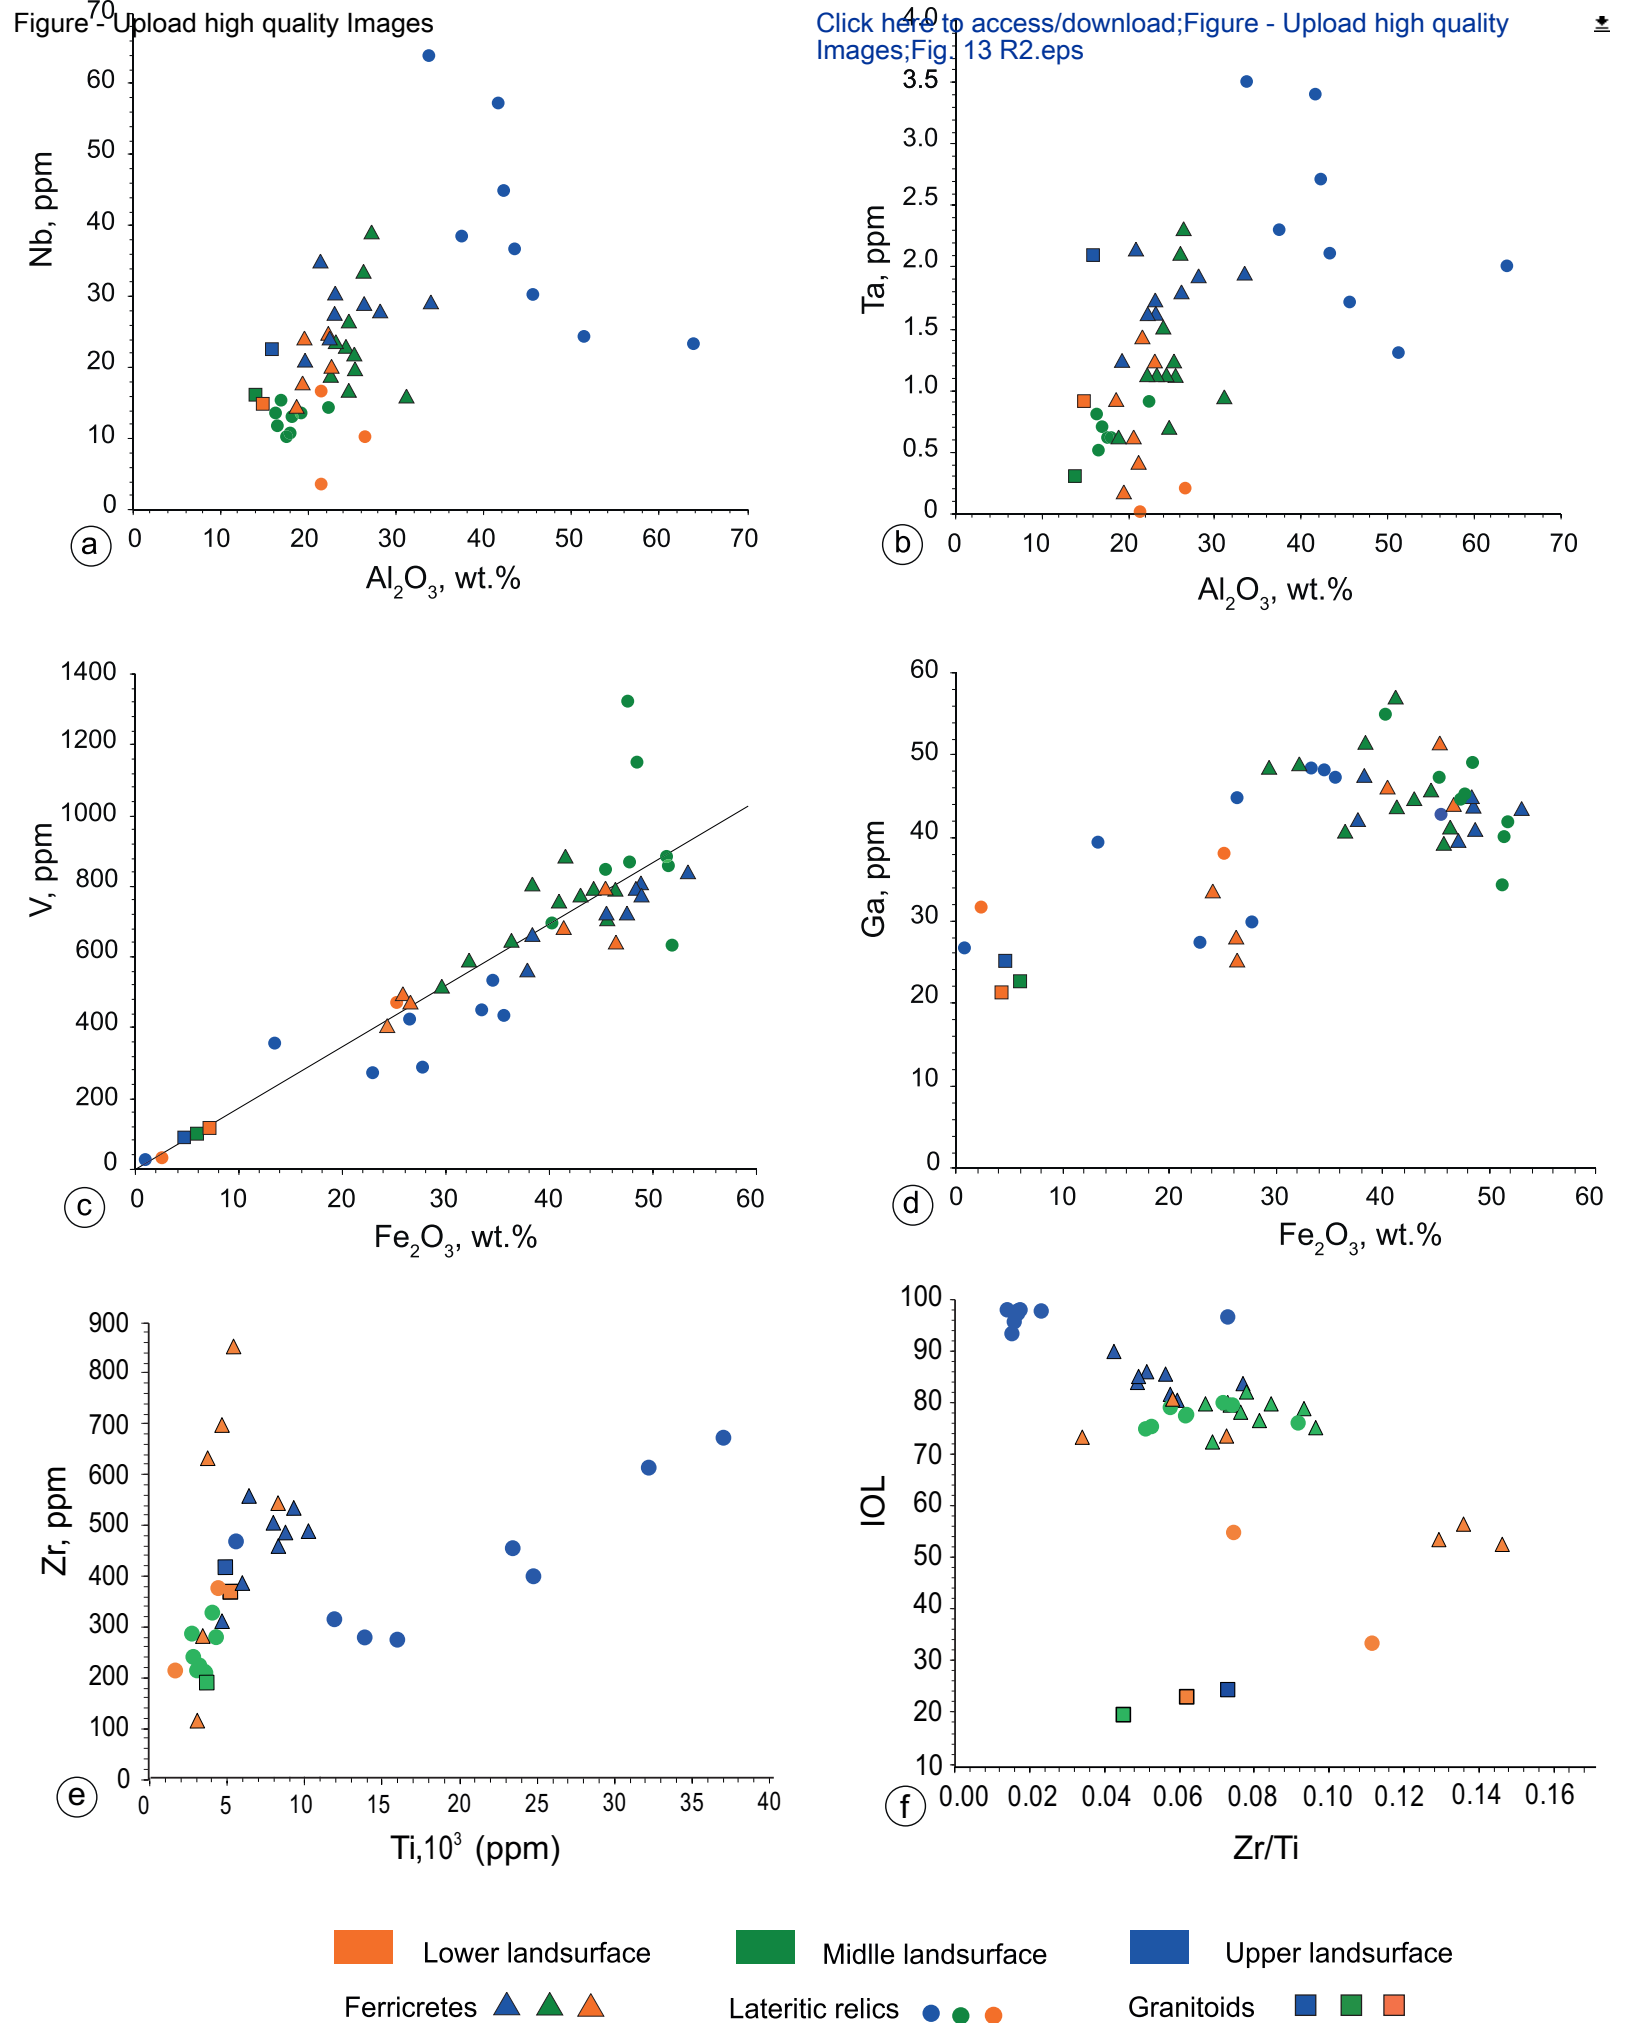 Figure - Upload high quality Images
Click here to access/download;Figure - Upload high quality
Images;Fig. 13 R2.eps
70
60
50
40
30
20
10
0
Nb, ppm
0 10 20 30 40 50 60 70
a
Al2O3, wt.%
4.0
3.5
3.0
2.5
2.0
1.5
1.0
0.5
0
Ta, ppm
0 10 20 30 40 50 60 70
b
Al2O3, wt.%
1400
1200
1000
800
600
400
200
0
V, ppm
0 10 20 30 40 50 60
c
Fe2O3, wt.%
60
50
40
30
20
10
0
Ga, ppm
0 10 20 30 40 50 60
d
Fe2O3, wt.%
900
800
700
600
500
400
300
200
100
0
Zr, ppm
0 5 10 15 20 25 30 35 40
e
Ti,10³ (ppm)
100
90
80
70
60
50
40
30
20
10
IOL
0.00 0.02 0.04 0.06 0.08 0.10 0.12 0.14 0.16
f
Zr/Ti
Lower landsurface Midlle landsurface Upper landsurface
Ferricretes Lateritic relics Granitoids